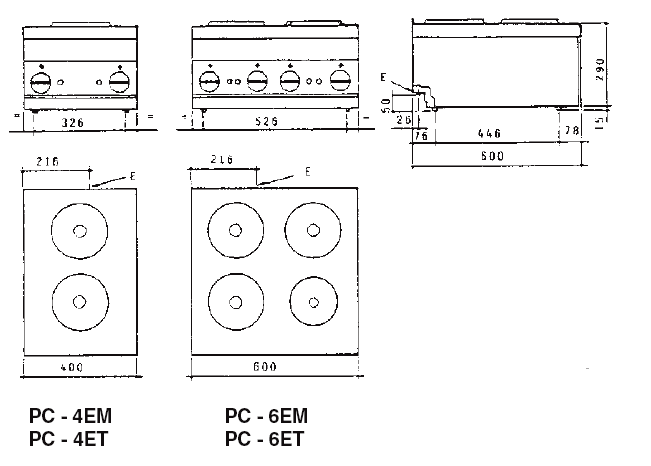 =
326
=
=
526
=
E
50
26
76
446
78
600
290
15
216
E
216
E
400
600
PC - 4EM
PC - 4ET
PC - 6EM
PC - 6ET